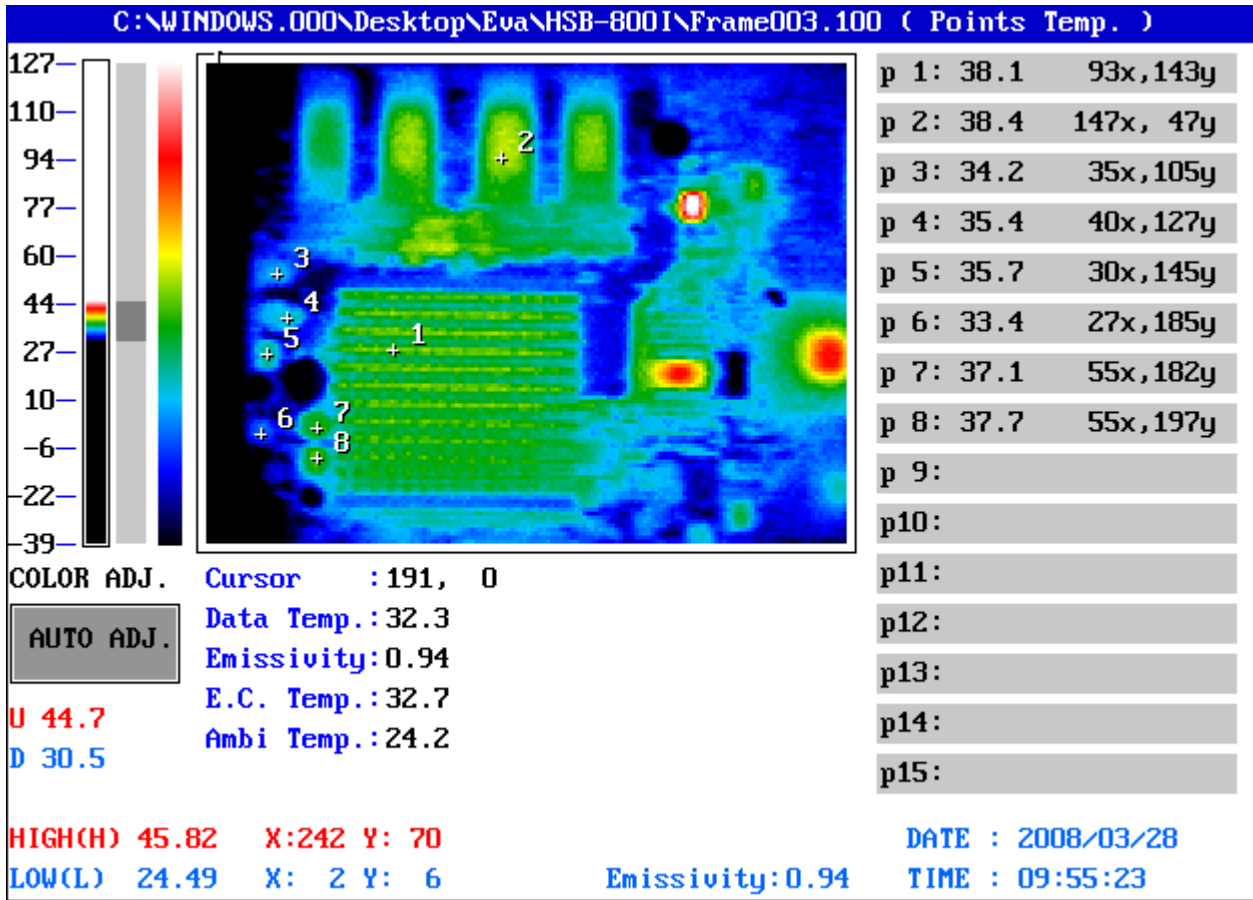 C:\WINDOWS.000\Desktop\Eva\HSB-800I\Frame003.100 ( Points Temp. )
127
110
94
77
60
44
27
10
-6
-22
-39
2
3
4
5
1
6
7
8
p 1: 38.1 93x,143y
p 2: 38.4 147x, 47y
p 3: 34.2 35x,105y
p 4: 35.4 40x,127y
p 5: 35.7 30x,145y
p 6: 33.4 27x,185y
p 7: 37.1 55x,182y
p 8: 37.7 55x,197y
p 9:
p10:
p11:
p12:
p13:
p14:
p15:
COLOR ADJ.
AUTO ADJ.
U 44.7
D 30.5
Cursor :191, 0
Data Temp.:32.3
Emissivity:0.94
E.C. Temp.:32.7
Ambi Temp.:24.2
HIGH(H) 45.82 X:242 Y: 70
LOW(L) 24.49 X: 2 Y: 6
Emissivity:0.94
DATE : 2008/03/28
TIME : 09:55:23